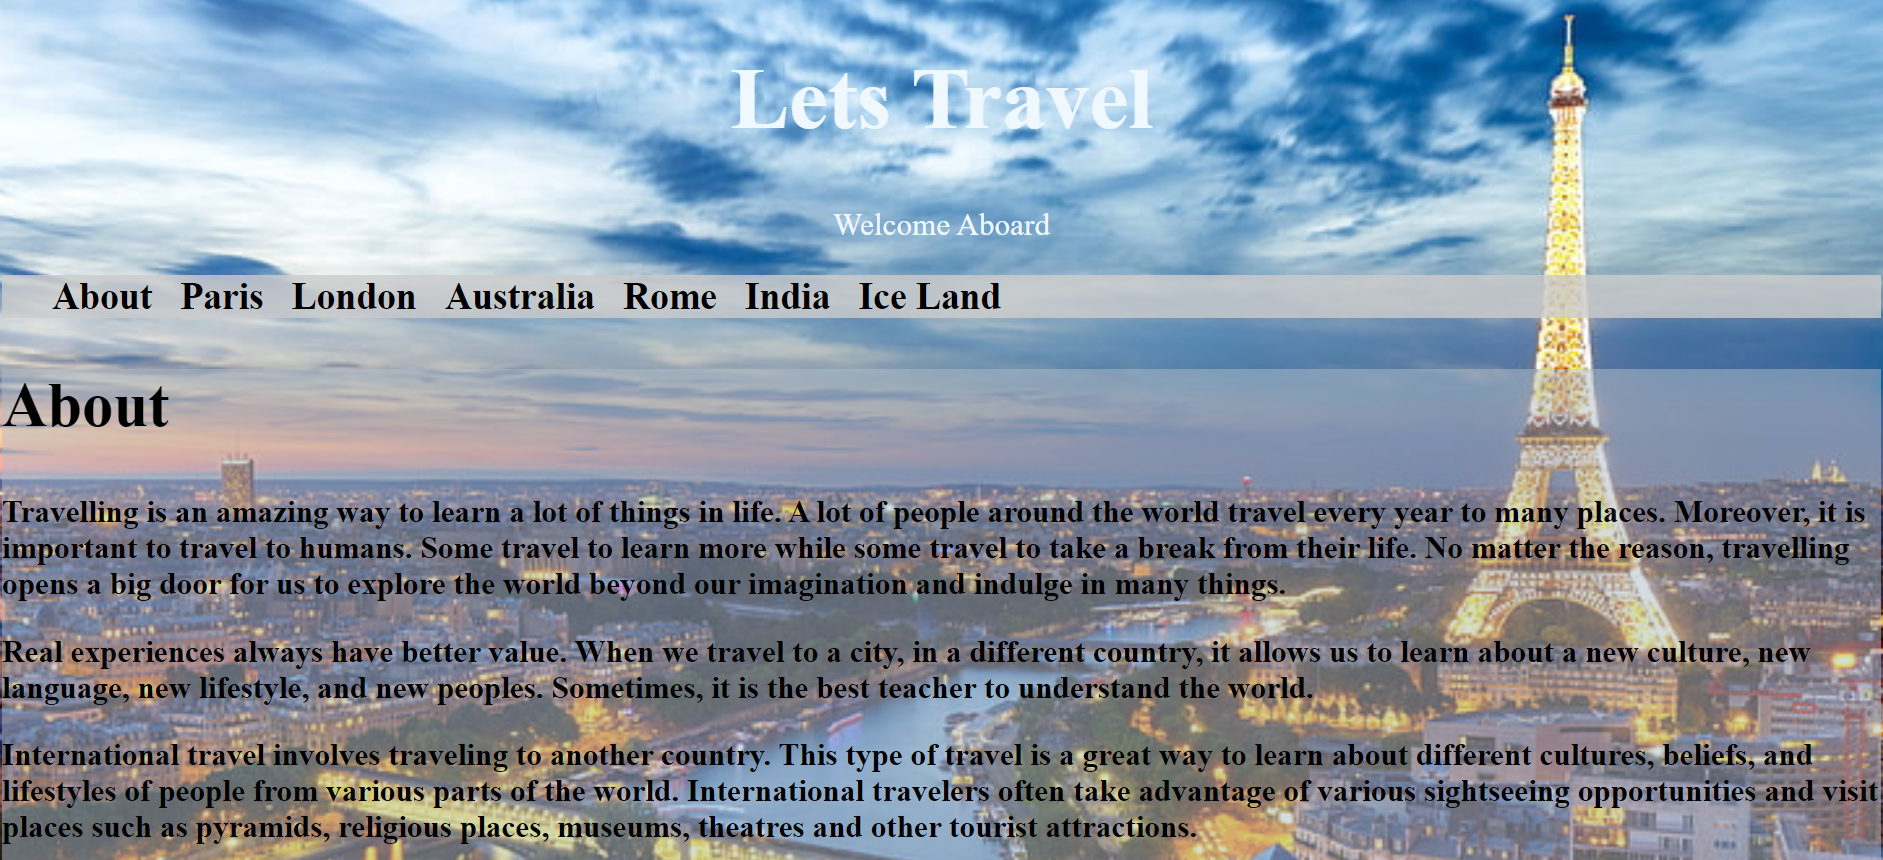 Lets Travel
Welcome Aboard
About Paris London Australia Rome India Ice Land
About
Travelling is an amazing way to learn a lot of things in life. A lot of people around the world travel every year to many places. Moreover, it is
important to travel to humans. Some travel to learn more while some travel to take a break from their life. No matter the reason, travelling
opens a big door for us to explore the world beyond our imagination and indulge in many things.
Real experiences always have better value. When we travel to a city, in a different country, it allows us to learn about a new culture, new
language, new lifestyle, and new peoples. Sometimes, it is the best teacher to understand the world.
International travel involves traveling to another country. This type of travel is a great way to learn about different cultures, beliefs, and
lifestyles of people from various parts of the world. International travelers often take advantage of various sightseeing opportunities and visit
places such as pyramids, religious places, museums, theatres and other tourist attractions.